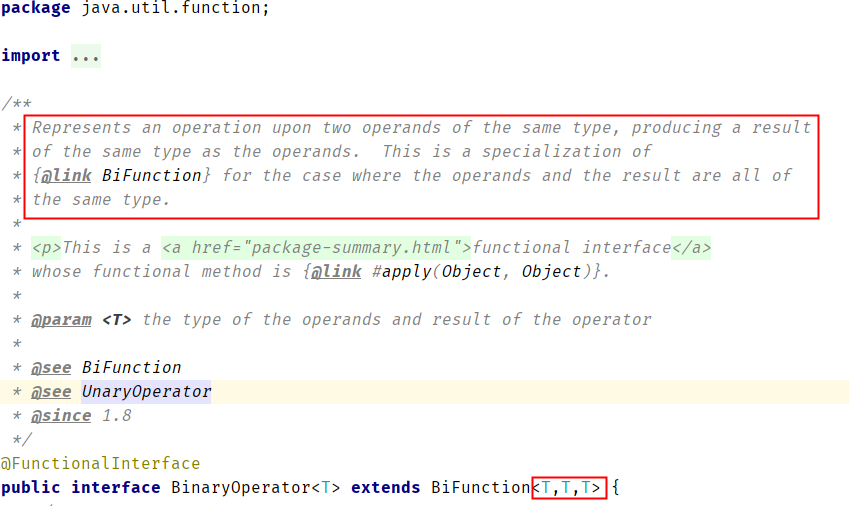 package java.util.function;
import ...
/**
* Represents an operation upon two operands of the same type, producing a result
* of the same type as the operands.  This is a specialization of
* {@link BiFunction} for the case where the operands and the result are all of
* the same type.
*
* <p>This is a <a href="package-summary.html">functional interface</a>
* whose functional method is {@link #apply(Object, Object)}.
*
* @param <T> the type of the operands and result of the operator
*
* @see BiFunction
* @see UnaryOperator
* @since 1.8
*/
@FunctionalInterface
public interface BinaryOperator<T> extends BiFunction<T,T,T> {